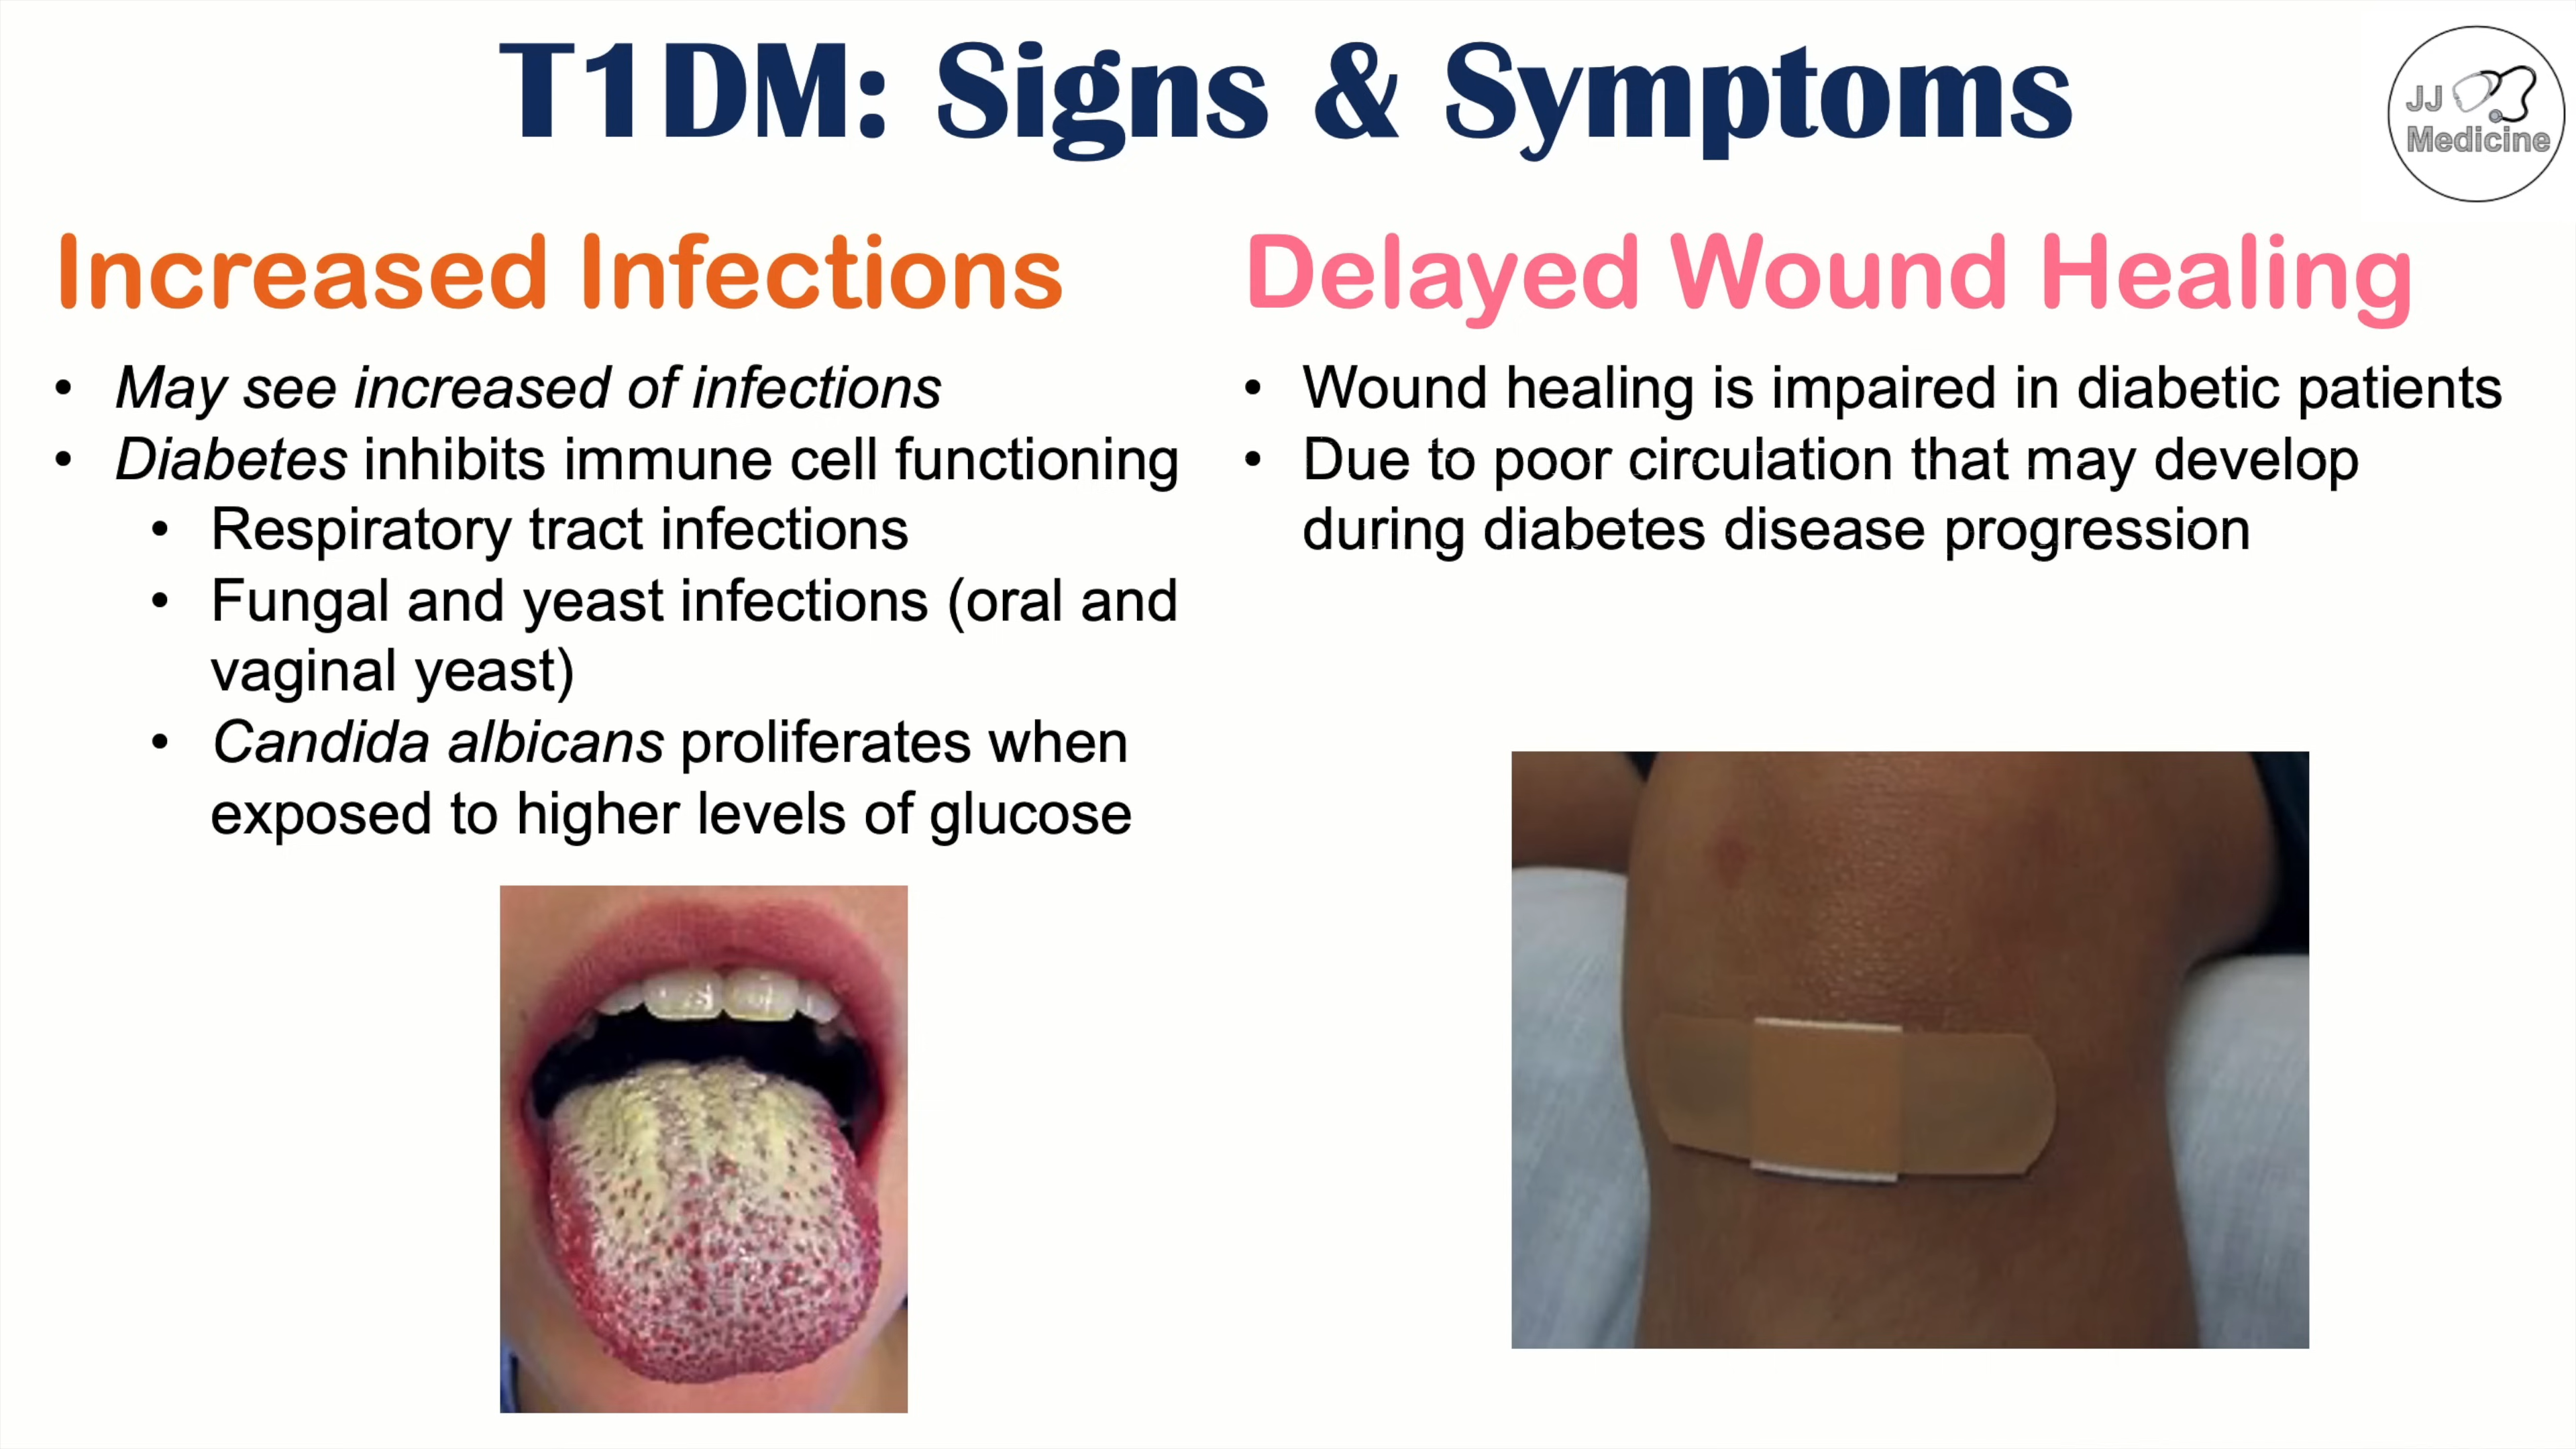 T1DM: Signs & Symptoms
JJ
Medicine
Increased Infections
• May see increased of infections
• Diabetes inhibits immune cell functioning
• Respiratory tract infections
• Fungal and yeast infections (oral and
vaginal yeast)
• Candida albicans proliferates when
exposed to higher levels of glucose
Delayed Wound Healing
• Wound healing is impaired in diabetic patients
• Due to poor circulation that may develop
during diabetes disease progression